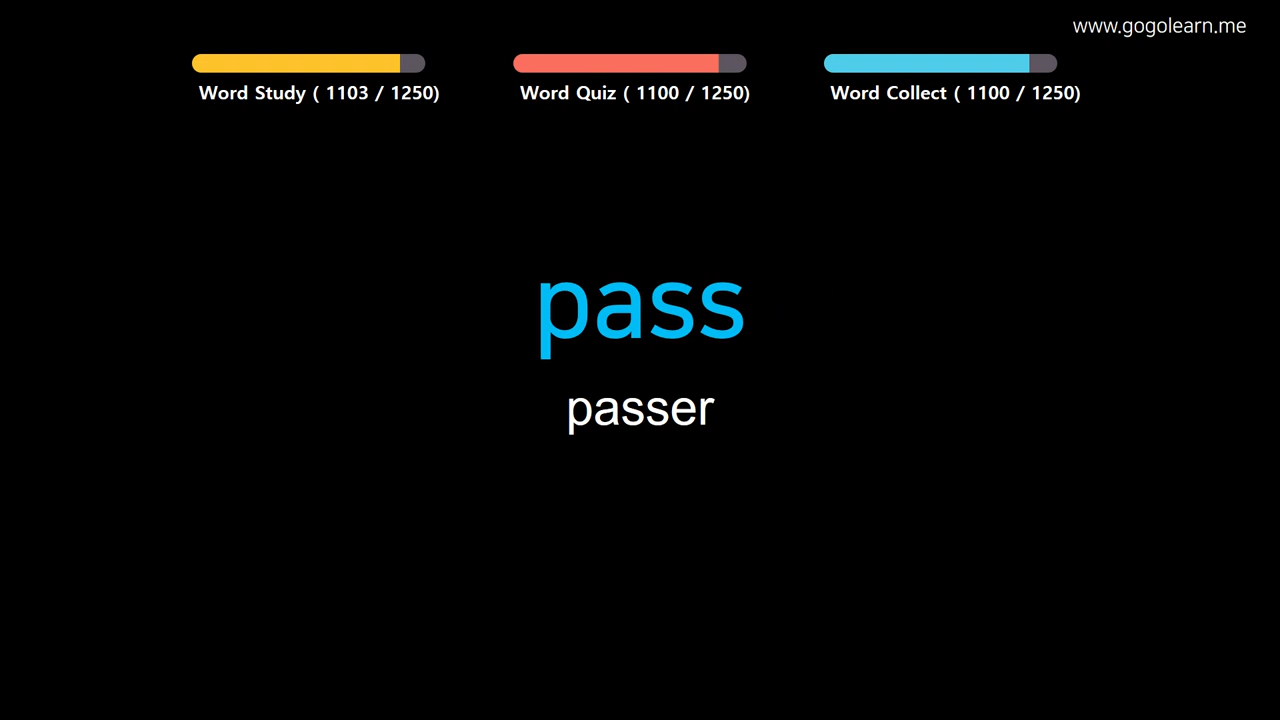 www.gogolearn.me
Word Study ( 1103 / 1250)
Word Quiz ( 1100 / 1250)
Word Collect ( 1100 / 1250)
pass
passer